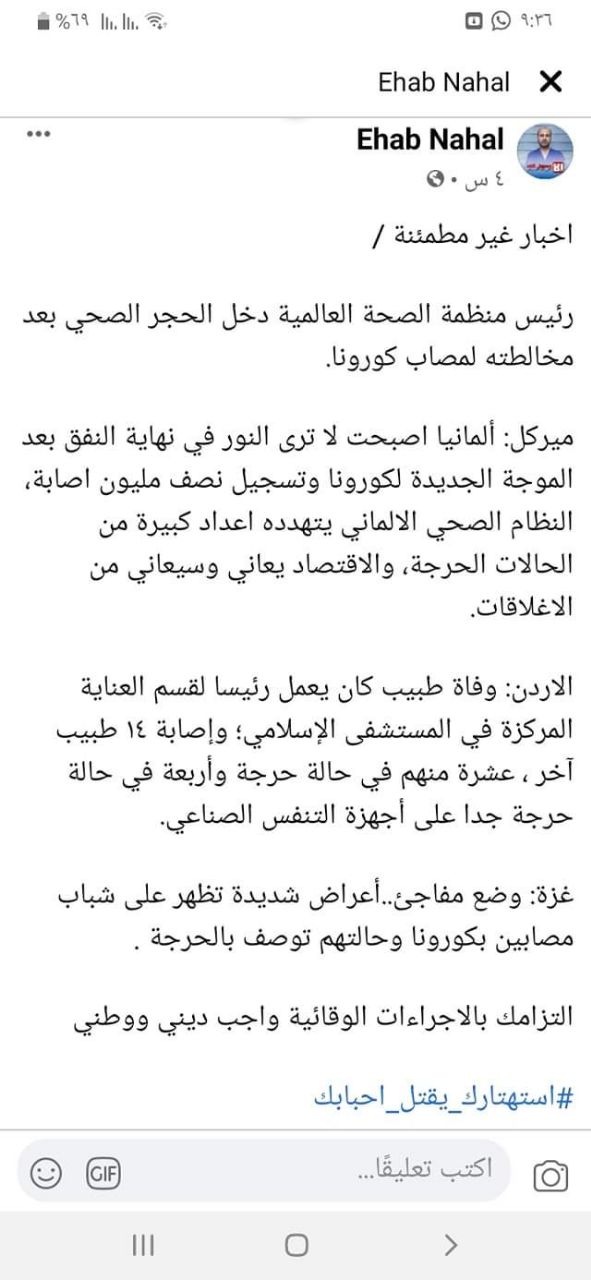 %٦٩ ٩:٣٦
Ehab Nahal
Ehab Nahal
٤ س
اخبار غير مطمئنة /
رئيس منظمة الصحة العالمية دخل الحجر الصحي بعد
مخالطته لمصاب كورونا.
ميركل: ألمانيا اصبحت لا ترى النور في نهاية النفق بعد
الموجة الجديدة لكورونا وتسجيل نصف مليون اصابة،
النظام الصحي الالماني يتهدده اعداد كبيرة من
الحالات الحرجة، والاقتصاد يعاني وسيعاني من
الاغلاقات.
الاردن: وفاة طبيب كان يعمل رئيسا لقسم العناية
المركزة في المستشفى الإسلامي؛ وإصابة ١٤ طبيب
آخر ، عشرة منهم في حالة حرجة وأربعة في حالة
حرجة جدا على أجهزة التنفس الصناعي.
غزة: وضع مفاجئ..أعراض شديدة تظهر على شباب
مصابين بكورونا وحالتهم توصف بالحرجة .
التزامك بالاجراءات الوقائية واجب ديني ووطني
#استهتارك_يقتل_احبابك
اكتب تعليقًا...
GIF